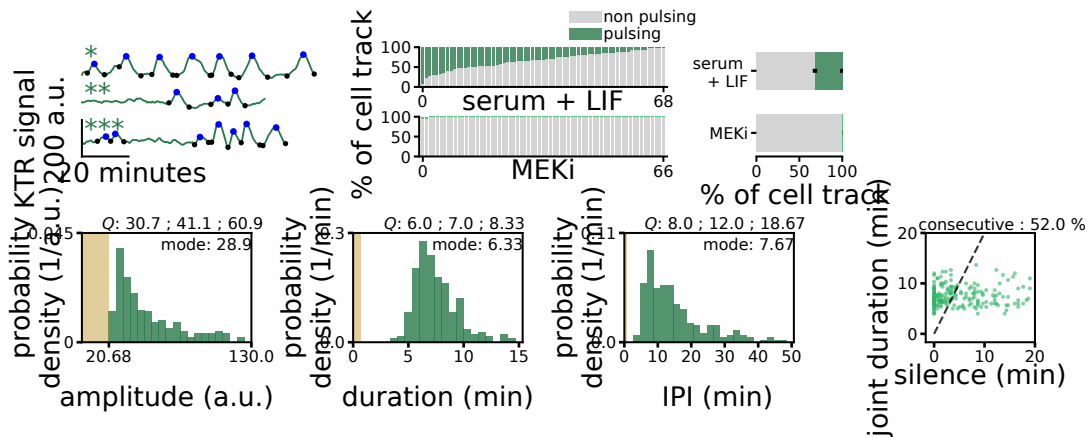 non pulsing
pulsing
*
**
***
KTR signal
200 a.u.
20 minutes
% of cell track
100
50
0
0
68
serum + LIF
100
50
0
0
66
MEKi
serum
+ LIF
MEKi
0
50
100
% of cell track
Q: 30.7 ; 41.1 ; 60.9
mode: 28.9
probability
density (1/a.u.)
0.045
0
20.68
130.0
amplitude (a.u.)
Q: 6.0 ; 7.0 ; 8.33
mode: 6.33
probability
density (1/min)
0.3
0.0
0
5
10
15
duration (min)
Q: 8.0 ; 12.0 ; 18.67
mode: 7.67
probability
density (1/min)
0.11
0.0
0
10
20
30
40
50
IPI (min)
consecutive : 52.0 %
joint duration (min)
20
10
0
0
10
20
silence (min)